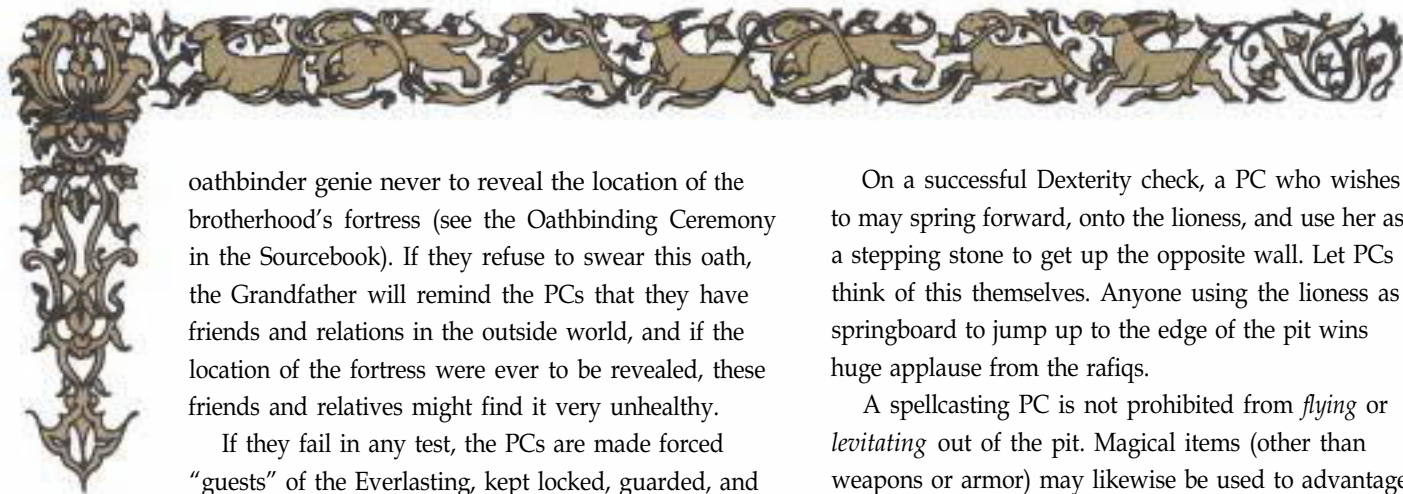 oathbinder genie never to reveal the location of the
brotherhood’s fortress (see the Oathbinding Ceremony
in the Sourcebook). If they refuse to swear this oath,
the Grandfather will remind the PCs that they have
friends and relations in the outside world, and if the
location of the fortress were ever to be revealed, these
friends and relatives might find it very unhealthy.
If they fail in any test, the PCs are made forced
“guests” of the Everlasting, kept locked, guarded, and
On a successful Dexterity check, a PC who wishes
to may spring forward, onto the lioness, and use her as
a stepping stone to get up the opposite wall. Let PCs
think of this themselves. Anyone using the lioness as
springboard to jump up to the edge of the pit wins
huge applause from the rafiqs.
A spellcasting PC is not prohibited from flying or
levitating out of the pit. Magical items (other than
weapons or armor) may likewise be used to advantage